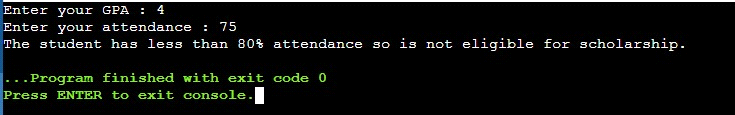 Enter your GPA : 4
Enter your attendance : 75
The student has less than 80% attendance so is not eligible for scholarship.
...Program finished with exit code 0
Press ENTER to exit console.